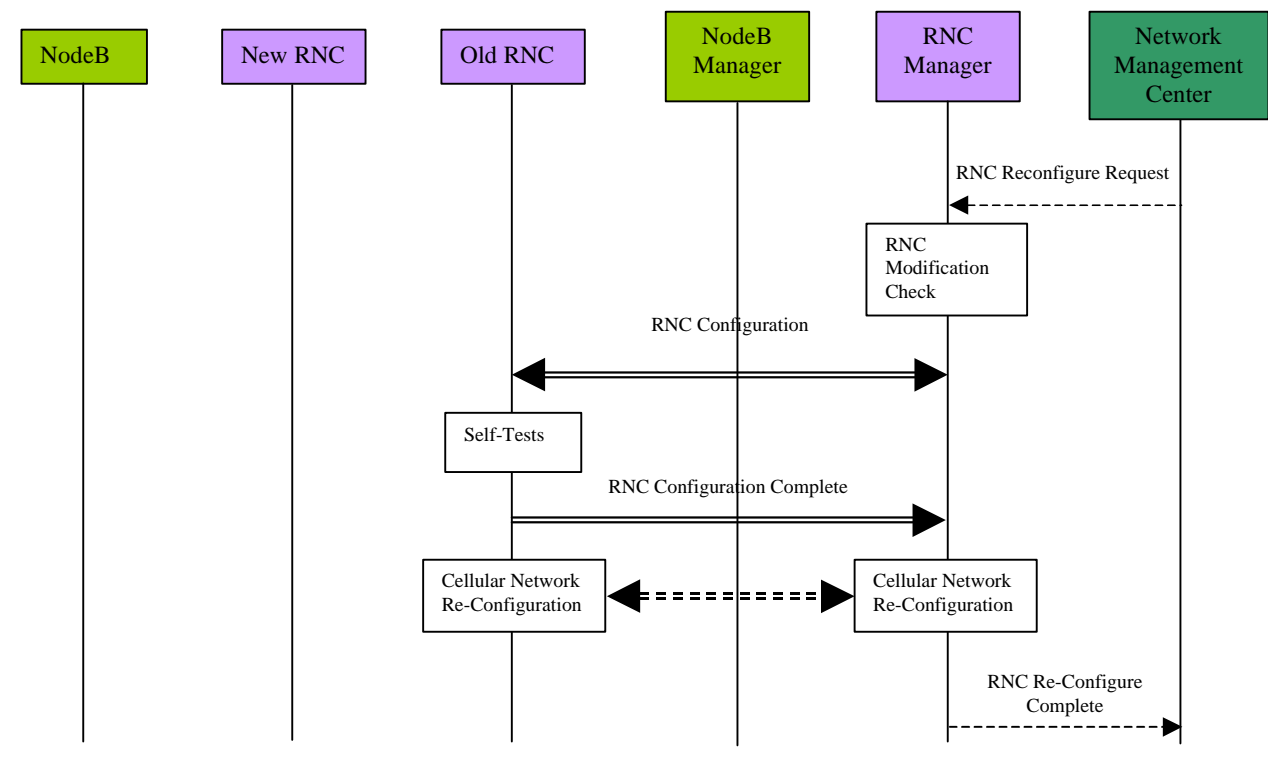 NodeB
New RNC
Old RNC
NodeB
Manager
RNC
Manager
Network
Management
Center
RNC Reconfigure Request
RNC
Modification
Check
RNC Configuration
Self-Tests
RNC Configuration Complete
Cellular Network
Re-Configuration
Cellular Network
Re-Configuration
RNC Re-Configure
Complete